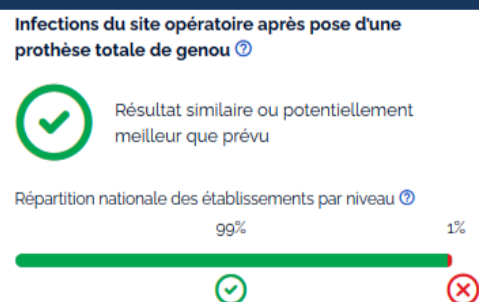 Infections du site opératoire après pose d'une
prothèse totale de genou ?
Résultat similaire ou potentiellement
meilleur que prévu
Répartition nationale des établissements par niveau ?
99% 1%